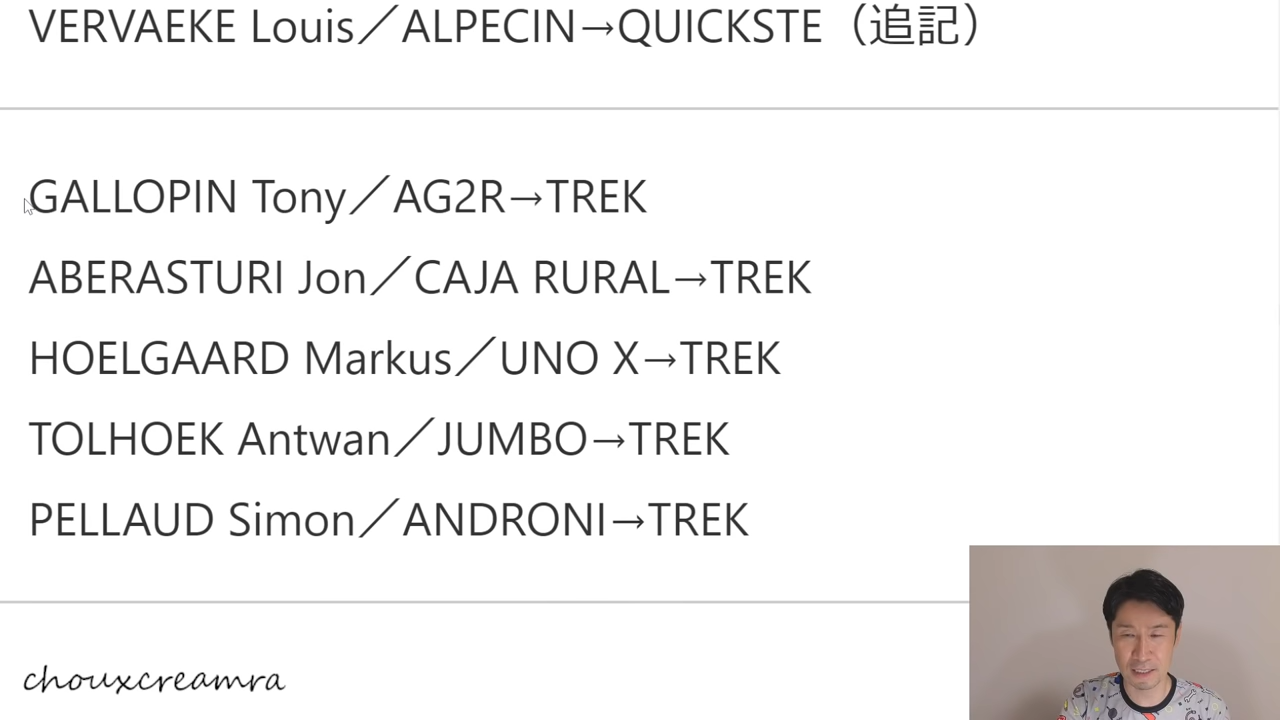 VERVAEKE Louis／ALPECIN→QUICKSTE（追記）
GALLOPIN Tony／AG2R→TREK
ABERASTURI Jon／CAJA RURAL→TREK
HOELGAARD Markus／UNO X→TREK
TOLHOEK Antwan／JUMBO→TREK
PELLAUD Simon／ANDRONI→TREK
chouxcreamra